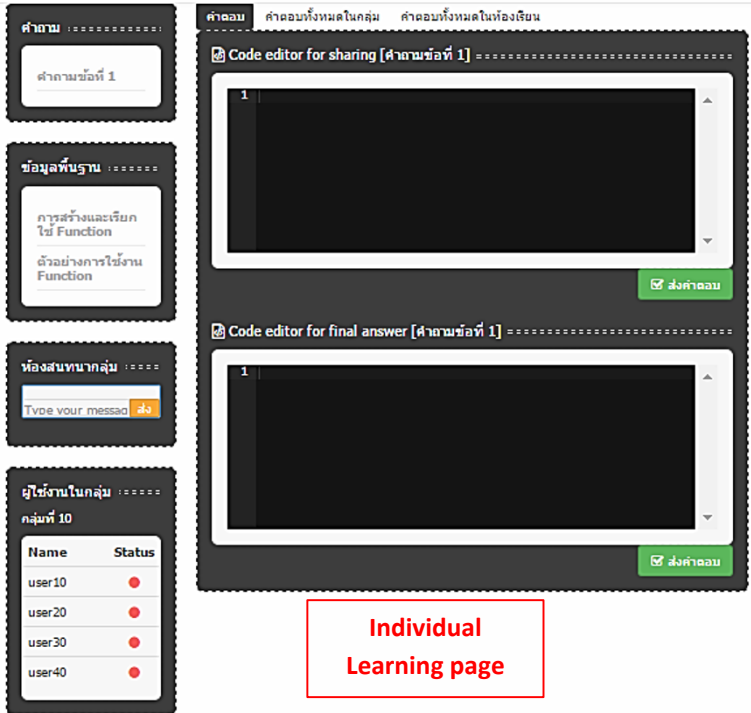 คำถาม
คำถามข้อที่ 1
ข้อมูลพื้นฐาน
การสร้างและเรียก
ใช้ Function
ตัวอย่างการใช้งาน
Function
ห้องสนทนากลุ่ม
Type your messag ส่ง
ผู้ใช้งานในกลุ่ม
กลุ่มที่ 10
Name Status
user10
user20
user30
user40
คำตอบ คำตอบทั้งหมดในกลุ่ม คำตอบทั้งหมดในห้องเรียน
Code editor for sharing [คำถามข้อที่ 1]
1
ส่งคำตอบ
Code editor for final answer [คำถามข้อที่ 1]
1
ส่งคำตอบ
Individual
Learning page